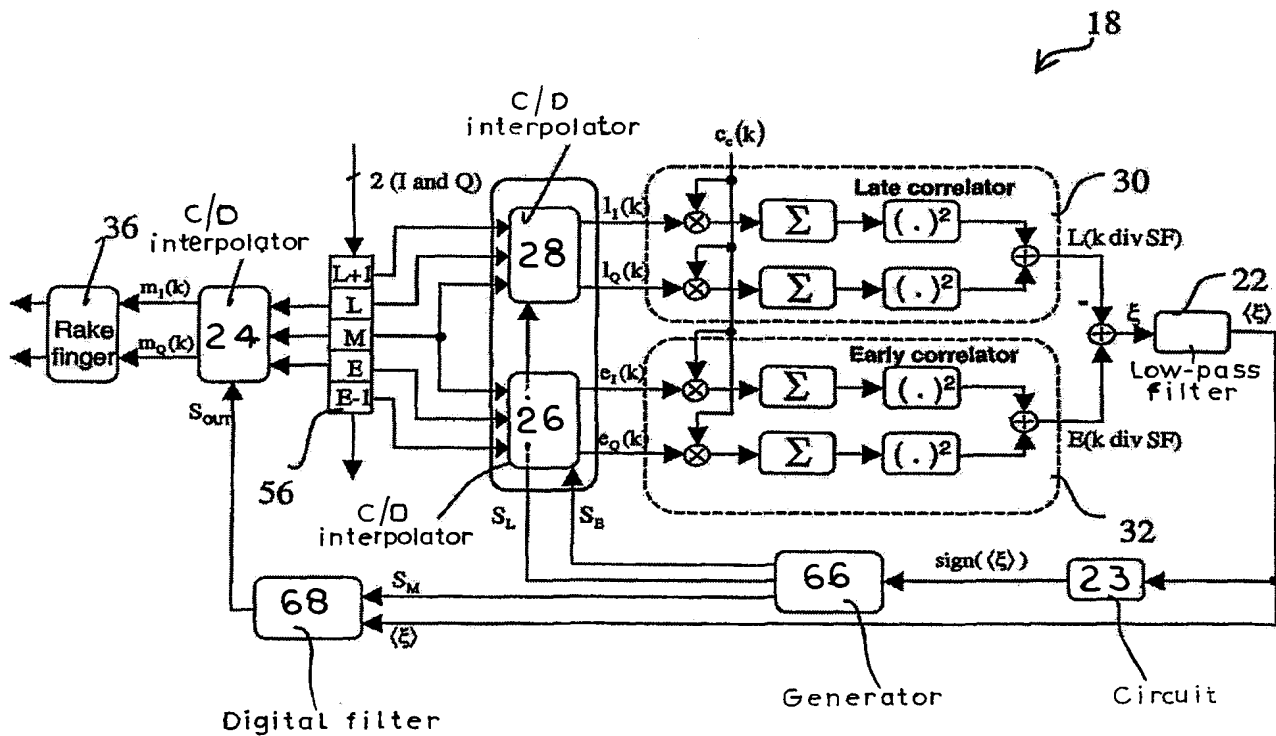 18
C/D
interpolator
c_c(k)
2 (I and Q)
Late correlator
30
l_I(k)
Σ
(.)²
L(k div SF)
36
C/D
interpolator
28
L+1
l_Q(k)
Σ
(.)²
L
-
22
⟨ξ⟩
m_I(k)
ξ
Rake
finger
24
M
m_Q(k)
E
Early correlator
Low-pass
filter
e_I(k)
Σ
(.)²
E-1
S_OUT
26
e_Q(k)
Σ
(.)²
E(k div SF)
56
C/D
interpolator
S_L
S_E
32
sign(⟨ξ⟩)
S_M
66
23
68
⟨ξ⟩
Generator
Circuit
Digital filter